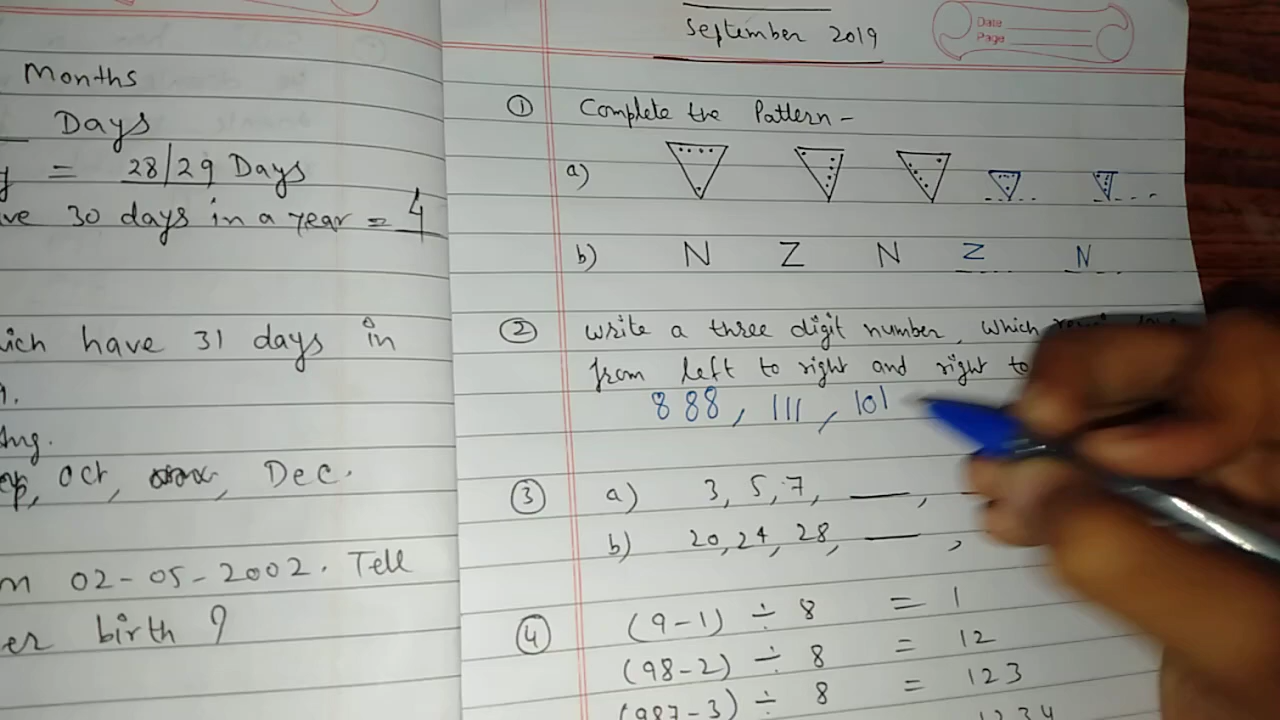 Months
Days
= 28/29 Days
ve 30 days in a year = 4
ich have 31 days in
Oct, Dec.
02-05-2002. Tell
er birth ?
September 2019
Date
Page
① Complete the Pattern -
a)
b) N Z N Z N
② Write a three digit number, which
from left to right and right to
888, 111, 101
③ a) 3, 5, 7, ___,
b) 20, 24, 28, ___,
④ (9-1) ÷ 8 = 1
(98-2) ÷ 8 = 12
(987-3) ÷ 8 = 123
1234